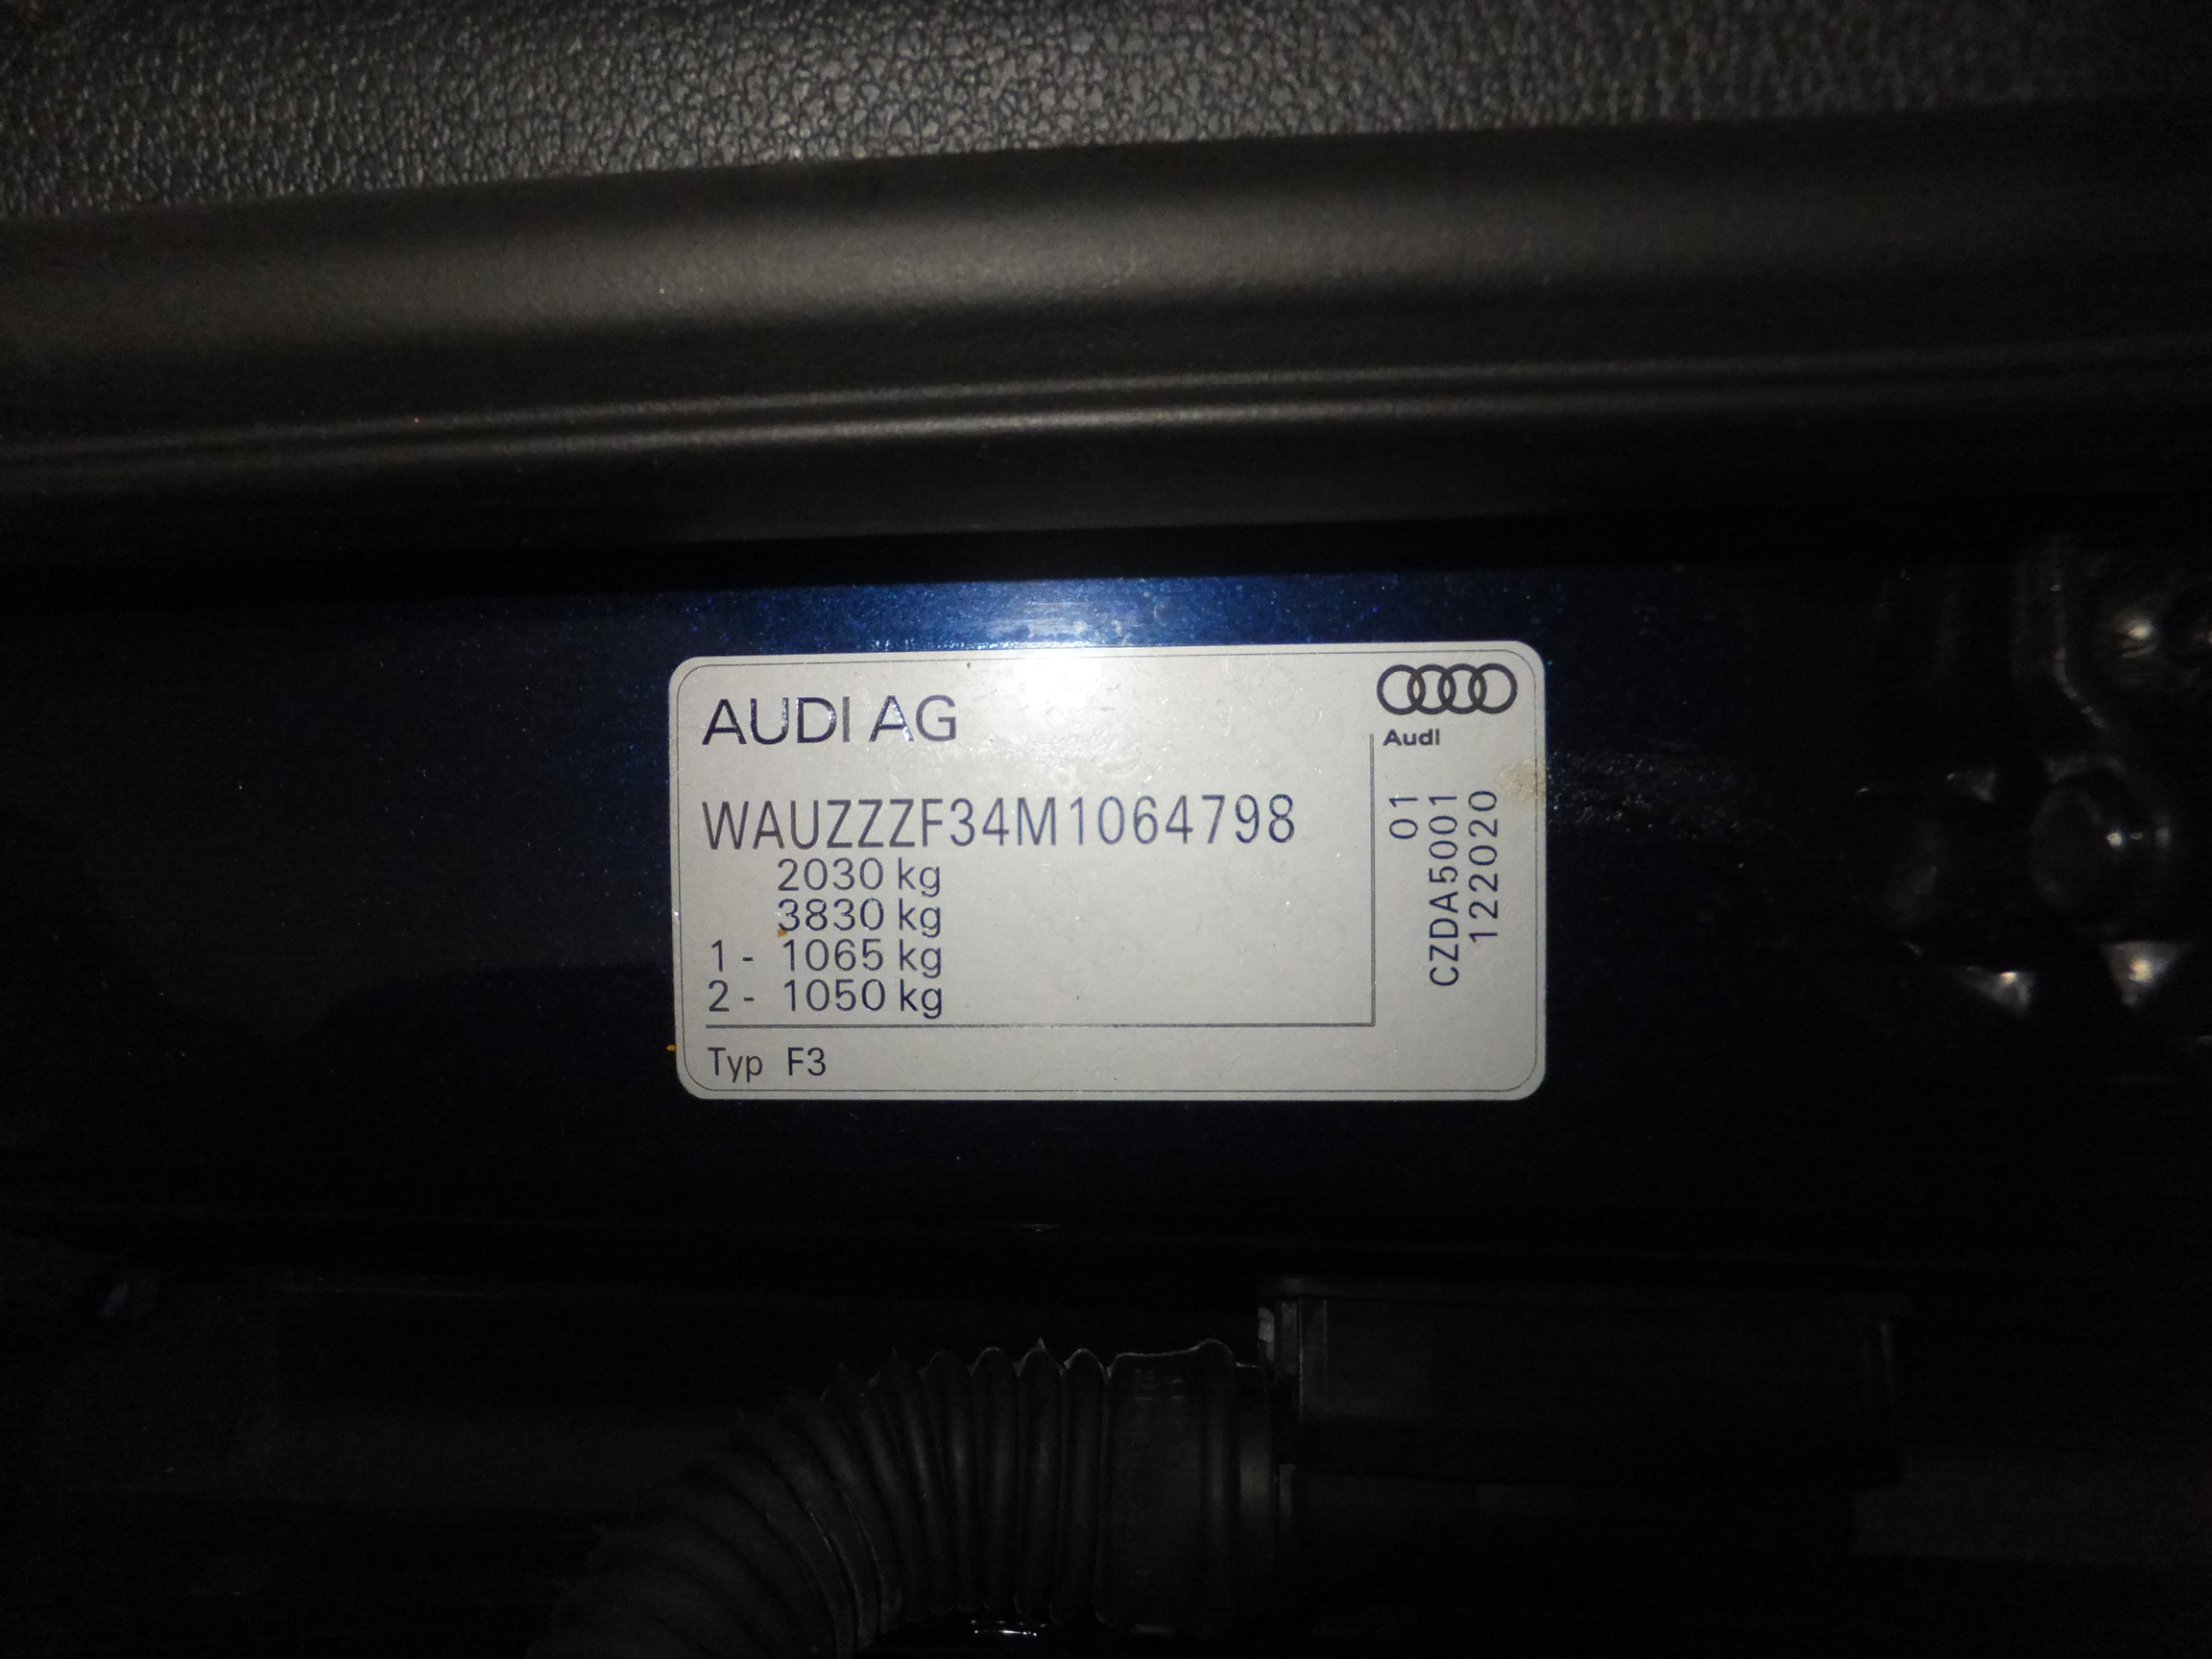 AUDI AG
Audi
WAUZZZF34M1064798
2030 kg
3830 kg
1 - 1065 kg
2 - 1050 kg
Typ F3
01
CZDA5001
122020